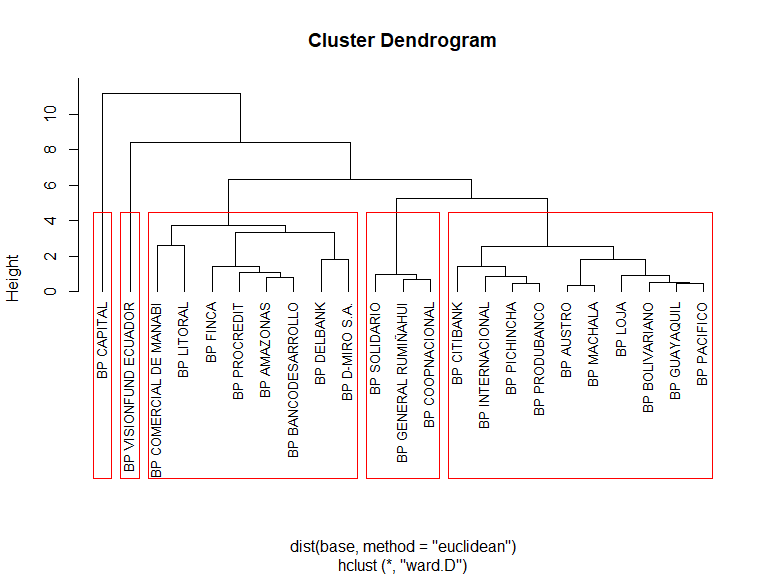 Cluster Dendrogram
Height
0
2
4
6
8
10
BP CAPITAL
BP VISIONFUND ECUADOR
BP COMERCIAL DE MANABI
BP LITORAL
BP FINCA
BP PROCREDIT
BP AMAZONAS
BP BANCODESARROLLO
BP DELBANK
BP D-MIRO S.A.
BP SOLIDARIO
BP GENERAL RUMIÑAHUI
BP COOPNACIONAL
BP CITIBANK
BP INTERNACIONAL
BP PICHINCHA
BP PRODUBANCO
BP AUSTRO
BP MACHALA
BP LOJA
BP BOLIVARIANO
BP GUAYAQUIL
BP PACIFICO
dist(base, method = "euclidean")
hclust (*, "ward.D")